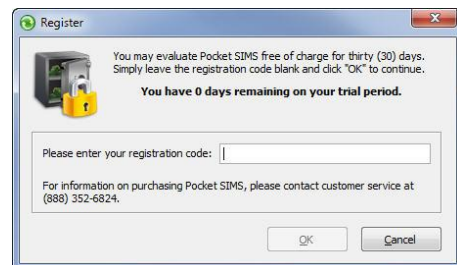 Register
You may evaluate Pocket SIMS free of charge for thirty (30) days.
Simply leave the registration code blank and click "OK" to continue.
You have 0 days remaining on your trial period.
Please enter your registration code:
For information on purchasing Pocket SIMS, please contact customer service at
(888) 352-6824.
OK Cancel